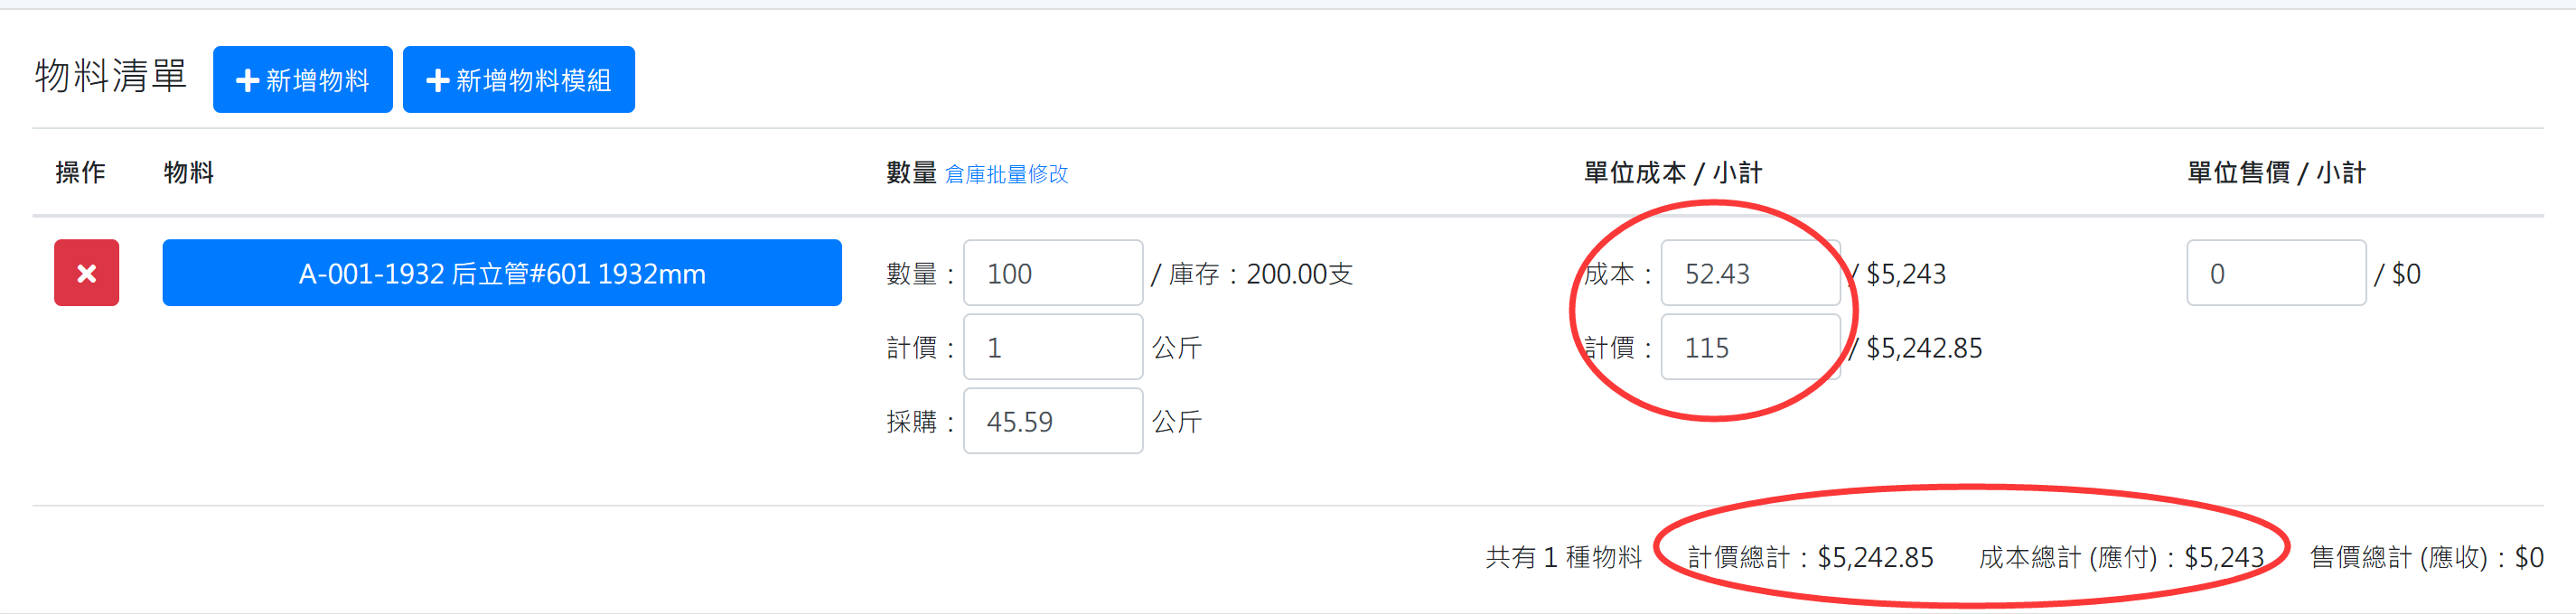 物料清單 新增物料 新增物料模組
操作 物料 數量 倉庫批量修改 單位成本 / 小計 單位售價 / 小計
A-001-1932 后立管#601 1932mm 數量：100 / 庫存：200.00支 成本：52.43 / $5,243 0 / $0
計價：1 公斤 計價：115 / $5,242.85
採購：45.59 公斤
共有 1 種物料 計價總計：$5,242.85 成本總計 (應付)：$5,243 售價總計 (應收)：$0